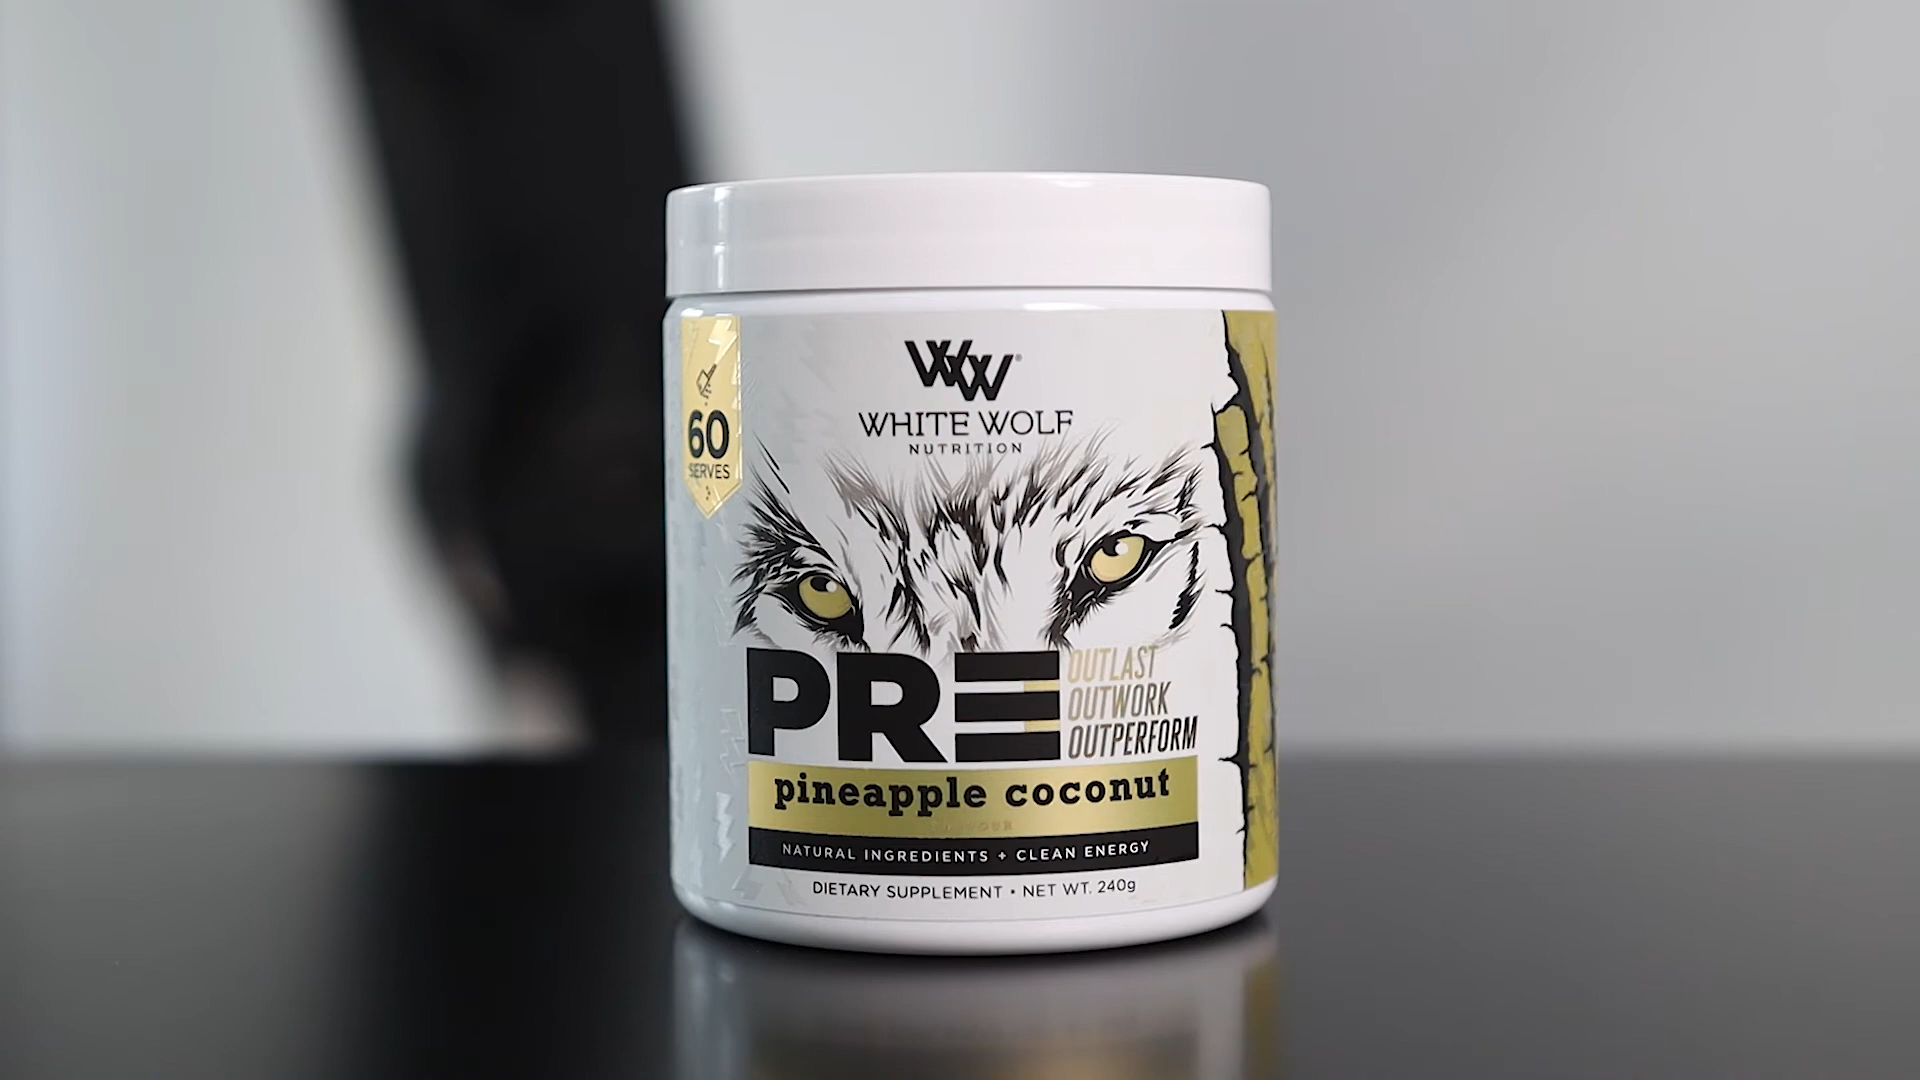 WW®
WHITE WOLF
NUTRITION
60
SERVES
PRE
OUTLAST
OUTWORK
OUTPERFORM
pineapple coconut
NATURAL INGREDIENTS + CLEAN ENERGY
DIETARY SUPPLEMENT • NET WT. 240g